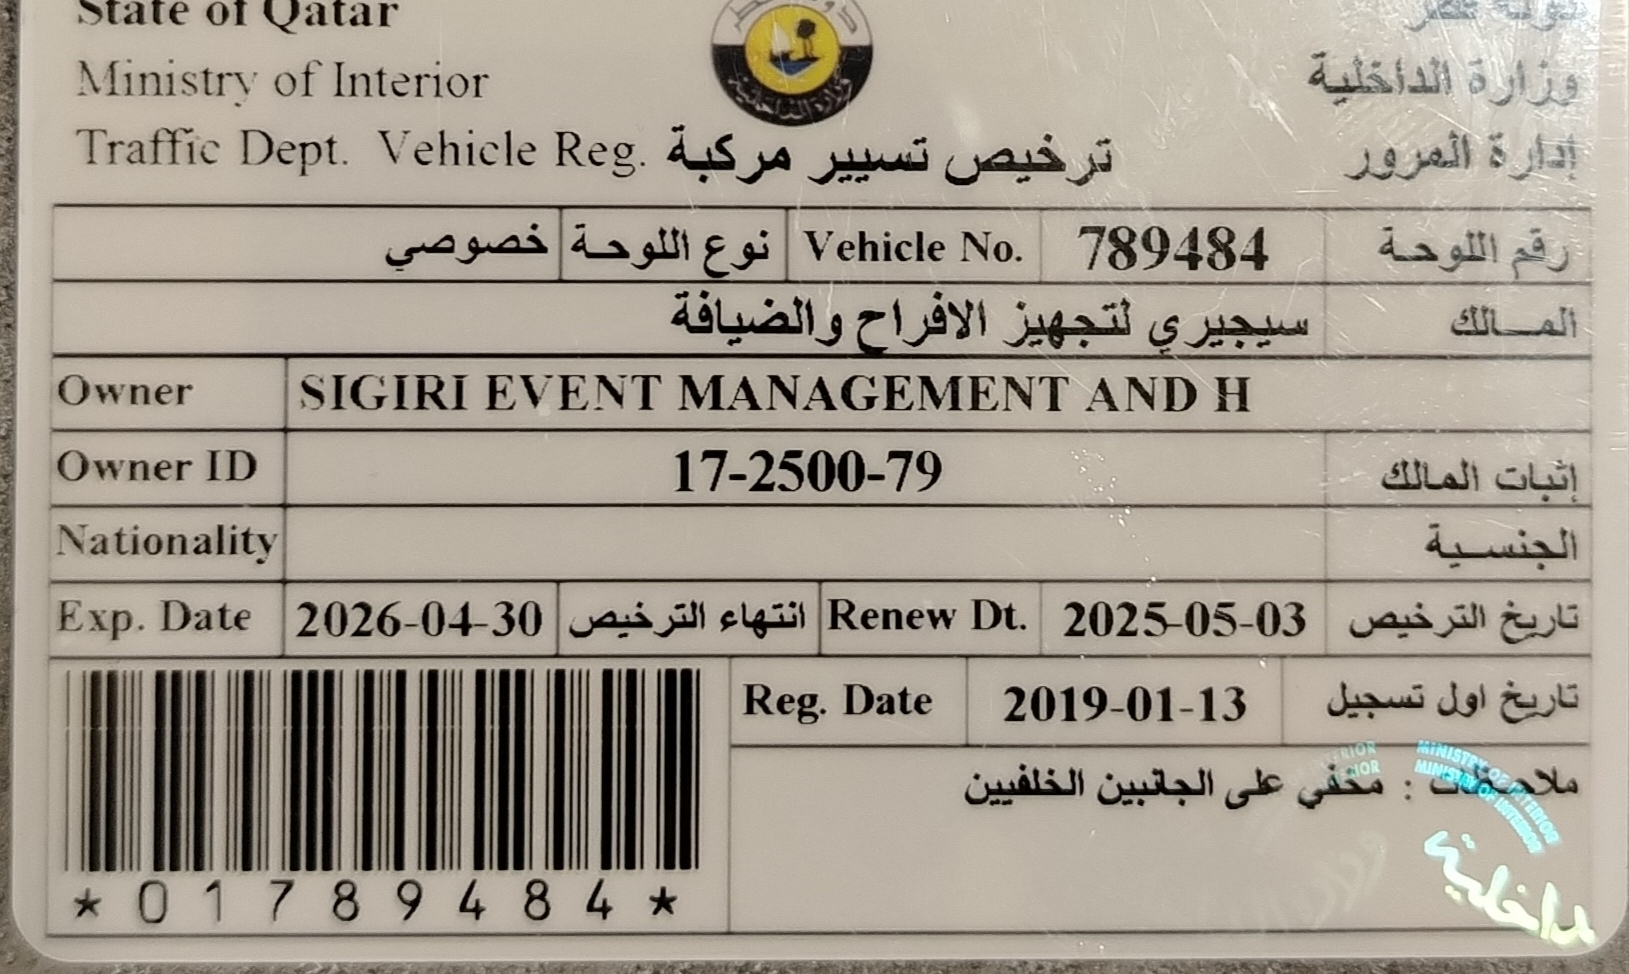 State of Qatar دولة قطر
Ministry of Interior وزارة الداخلية
Traffic Dept. Vehicle Reg. ترخيص تسيير مركبة إدارة المرور
رقم اللوحة 789484 Vehicle No. نوع اللوحة خصوصي
المالك سيجيري لتجهيز الافراح والضيافة
Owner SIGIRI EVENT MANAGEMENT AND H
Owner ID 17-2500-79 إثبات المالك
Nationality الجنسية
Exp. Date 2026-04-30 انتهاء الترخيص Renew Dt. 2025-05-03 تاريخ الترخيص
Reg. Date 2019-01-13 تاريخ اول تسجيل
ملاحظات : مخفي على الجانبين الخلفيين
*01789484*
MINISTRY OF INTERIOR
MINISTRY OF INTERIOR